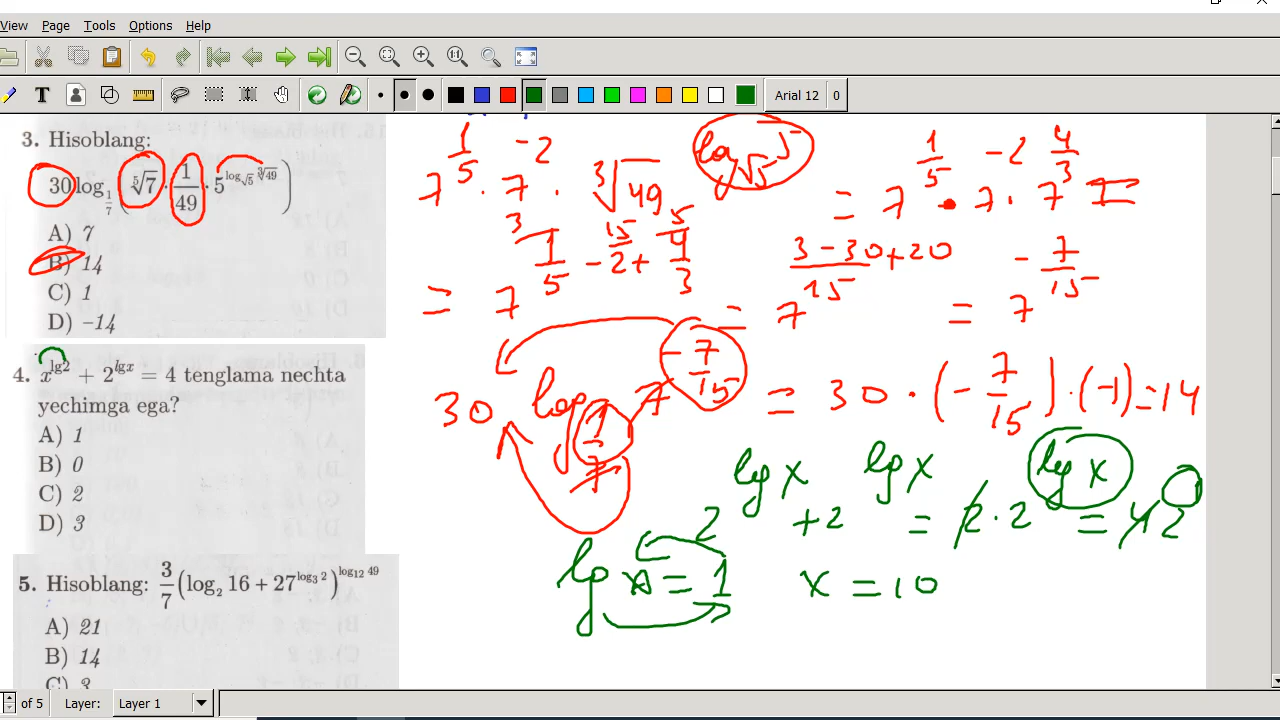 View Page Tools Options Help
Arial 12 0
3. Hisoblang:
30log_{1/7}(⁵√7 · 1/49 · 5^{log_{√5} ³√49})
A) 7
B) 14
C) 1
D) –14
7^{1/5} · 7^{-2} · ³√49^{log_{√5} 5} = 7^{1/5} · 7^{-2} · 7^{4/3} =
= 7^{1/5 - 2 + 4/3} = 7^{(3-30+20)/15} = 7^{-7/15}
30 log_{1/7} 7^{-7/15} = 30 · (-7/15) · (-1) = 14
4. x^{lg2} + 2^{lgx} = 4 tenglama nechta
yechimga ega?
A) 1
B) 0
C) 2
D) 3
2^{lg x} + 2^{lg x} = 2 · 2^{lg x} = 4 2
lg x = 1 x = 10
5. Hisoblang: 3/7(log₂ 16 + 27^{log₃ 2})^{log₁₂ 49}
A) 21
B) 14
C) 3
of 5 Layer: Layer 1